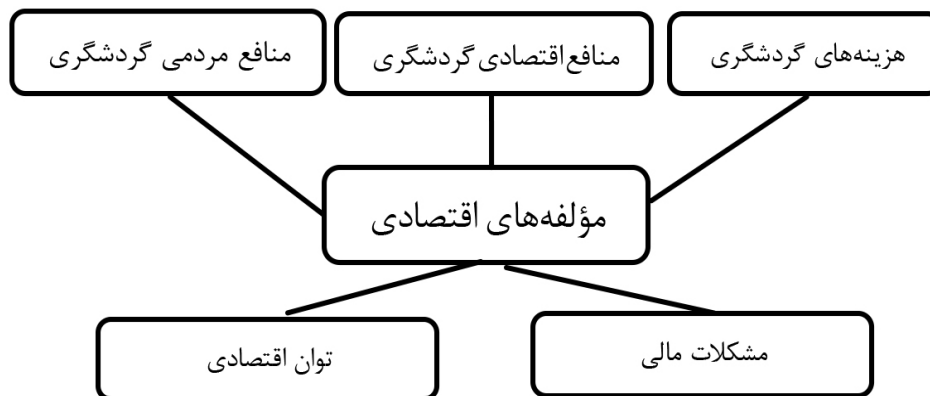 هزینه‌های گردشگری
منافع اقتصادی گردشگری
منافع مردمی گردشگری
مؤلفه‌های اقتصادی
مشکلات مالی
توان اقتصادی